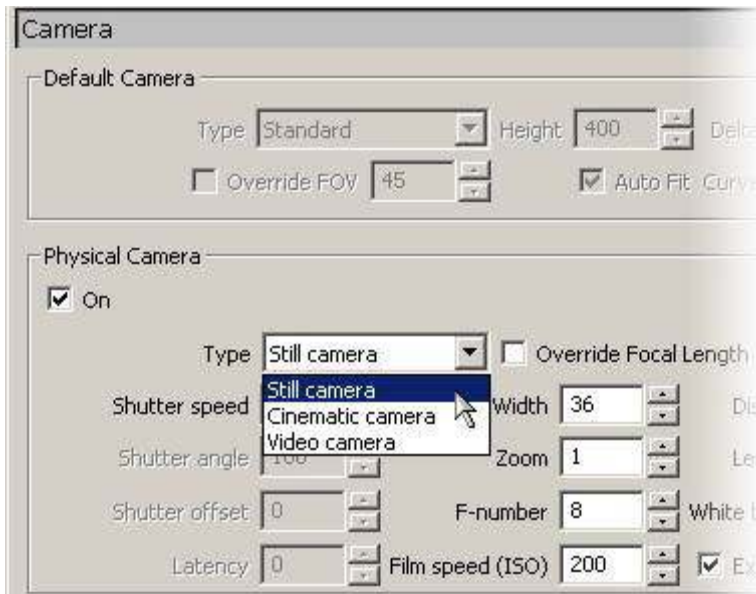 Camera
Default Camera
Type Standard Height 400
Override FOV 45 Auto Fit
Physical Camera
On
Type Still camera Override Focal Length
Still camera
Shutter speed Width 36
Cinematic camera
Video camera
Shutter angle Zoom 1
Shutter offset 0 F-number 8 White
Latency 0 Film speed (ISO) 200